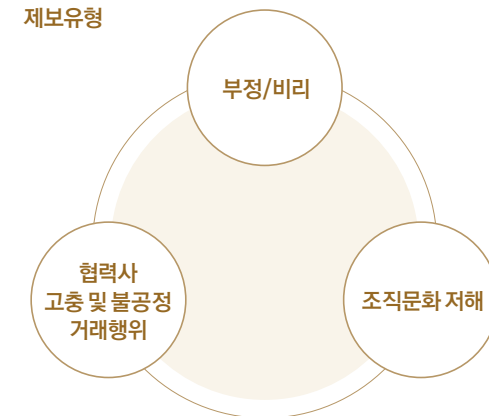 제보유형
부정/비리
협력사
고충 및 불공정
거래행위
조직문화 저해